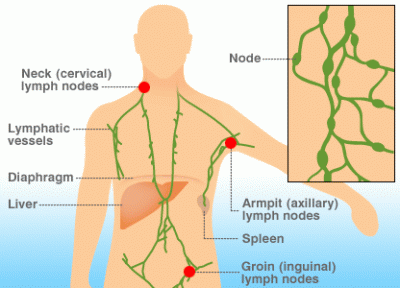 Node
Neck (cervical)
lymph nodes
Lymphatic
vessels
Diaphragm
Liver
Armpit (axillary)
lymph nodes
Spleen
Groin (inguinal)
lymph nodes